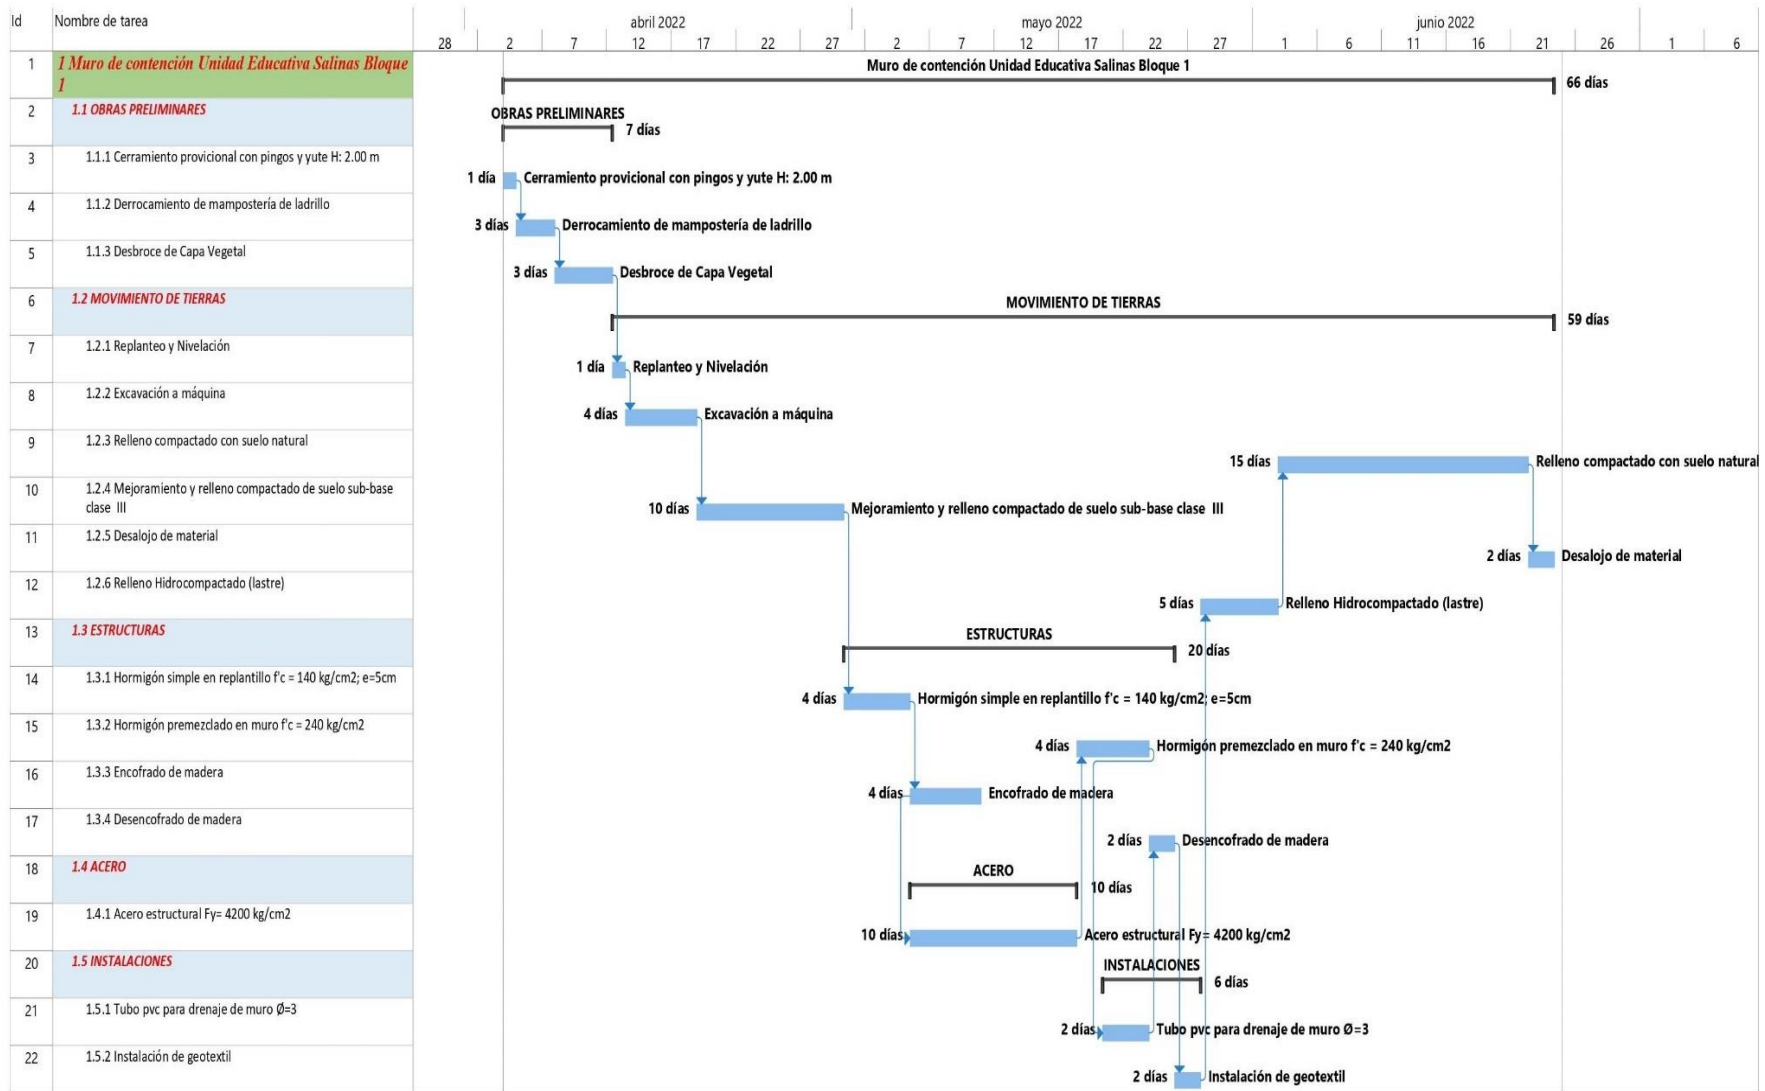 Id Nombre de tarea abril 2022 mayo 2022 junio 2022
28 2 7 12 17 22 27 2 7 12 17 22 27 1 6 11 16 21 26 1 6
1 1 Muro de contención Unidad Educativa Salinas Bloque
1
Muro de contención Unidad Educativa Salinas Bloque 1
66 días
2 1.1 OBRAS PRELIMINARES
OBRAS PRELIMINARES
7 días
3 1.1.1 Cerramiento provicional con pingos y yute H: 2.00 m
1 día Cerramiento provicional con pingos y yute H: 2.00 m
4 1.1.2 Derrocamiento de mampostería de ladrillo
3 días Derrocamiento de mampostería de ladrillo
5 1.1.3 Desbroce de Capa Vegetal
3 días Desbroce de Capa Vegetal
6 1.2 MOVIMIENTO DE TIERRAS
MOVIMIENTO DE TIERRAS
59 días
7 1.2.1 Replanteo y Nivelación
1 día Replanteo y Nivelación
8 1.2.2 Excavación a máquina
4 días Excavación a máquina
9 1.2.3 Relleno compactado con suelo natural
15 días Relleno compactado con suelo natural
10 1.2.4 Mejoramiento y relleno compactado de suelo sub-base
clase III
10 días Mejoramiento y relleno compactado de suelo sub-base clase III
11 1.2.5 Desalojo de material
2 días Desalojo de material
12 1.2.6 Relleno Hidrocompactado (lastre)
5 días Relleno Hidrocompactado (lastre)
13 1.3 ESTRUCTURAS
ESTRUCTURAS
20 días
14 1.3.1 Hormigón simple en replantillo f'c = 140 kg/cm2; e=5cm
4 días Hormigón simple en replantillo f'c = 140 kg/cm2; e=5cm
15 1.3.2 Hormigón premezclado en muro f'c = 240 kg/cm2
4 días Hormigón premezclado en muro f'c = 240 kg/cm2
16 1.3.3 Encofrado de madera
4 días Encofrado de madera
17 1.3.4 Desencofrado de madera
2 días Desencofrado de madera
18 1.4 ACERO
ACERO
10 días
19 1.4.1 Acero estructural Fy= 4200 kg/cm2
10 días Acero estructural Fy= 4200 kg/cm2
20 1.5 INSTALACIONES
INSTALACIONES
6 días
21 1.5.1 Tubo pvc para drenaje de muro Ø=3
2 días Tubo pvc para drenaje de muro Ø=3
22 1.5.2 Instalación de geotextil
2 días Instalación de geotextil